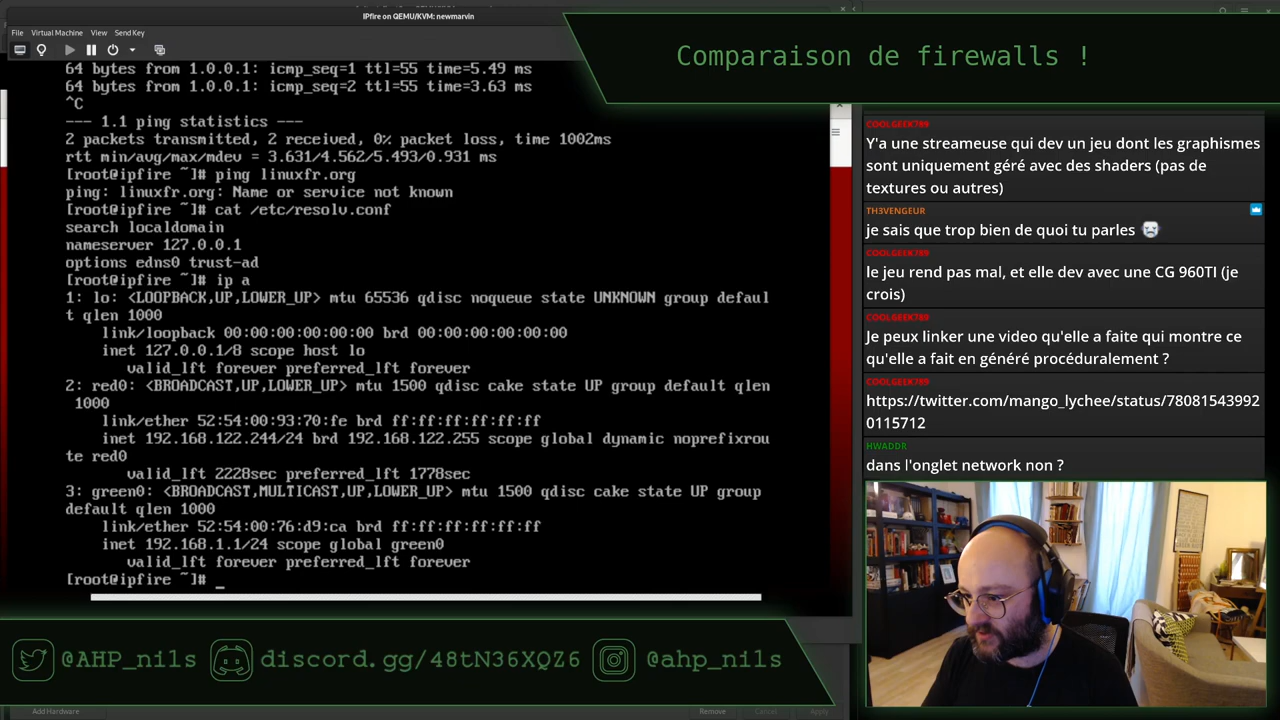 IPfire on QEMU/KVM: newmarvin
File Virtual Machine View Send Key
64 bytes from 1.0.0.1: icmp_seq=1 ttl=55 time=5.49 ms
64 bytes from 1.0.0.1: icmp_seq=2 ttl=55 time=3.63 ms
^C
--- 1.1 ping statistics ---
2 packets transmitted, 2 received, 0% packet loss, time 1002ms
rtt min/avg/max/mdev = 3.631/4.562/5.493/0.931 ms
[root@ipfire ~]# ping linuxfr.org
ping: linuxfr.org: Name or service not known
[root@ipfire ~]# cat /etc/resolv.conf
search localdomain
nameserver 127.0.0.1
options edns0 trust-ad
[root@ipfire ~]# ip a
1: lo: <LOOPBACK,UP,LOWER_UP> mtu 65536 qdisc noqueue state UNKNOWN group defaul
t qlen 1000
link/loopback 00:00:00:00:00:00 brd 00:00:00:00:00:00
inet 127.0.0.1/8 scope host lo
valid_lft forever preferred_lft forever
2: red0: <BROADCAST,UP,LOWER_UP> mtu 1500 qdisc cake state UP group default qlen
1000
link/ether 52:54:00:93:70:fe brd ff:ff:ff:ff:ff:ff
inet 192.168.122.244/24 brd 192.168.122.255 scope global dynamic noprefixrou
te red0
valid_lft 2228sec preferred_lft 1778sec
3: green0: <BROADCAST,MULTICAST,UP,LOWER_UP> mtu 1500 qdisc cake state UP group
default qlen 1000
link/ether 52:54:00:76:d9:ca brd ff:ff:ff:ff:ff:ff
inet 192.168.1.1/24 scope global green0
valid_lft forever preferred_lft forever
[root@ipfire ~]# _
Comparaison de firewalls !
COOLGEEK789
Y'a une streameuse qui dev un jeu dont les graphismes
sont uniquement géré avec des shaders (pas de
textures ou autres)
TH3VENGEUR
je sais que trop bien de quoi tu parles
COOLGEEK789
le jeu rend pas mal, et elle dev avec une CG 960TI (je
crois)
COOLGEEK789
Je peux linker une video qu'elle a faite qui montre ce
qu'elle a fait en généré procéduralement ?
COOLGEEK789
https://twitter.com/mango_lychee/status/78081543992
0115712
HWADDR
dans l'onglet network non ?
@AHP_nils discord.gg/48tN36XQZ6 @ahp_nils
Add Hardware Remove Cancel Apply